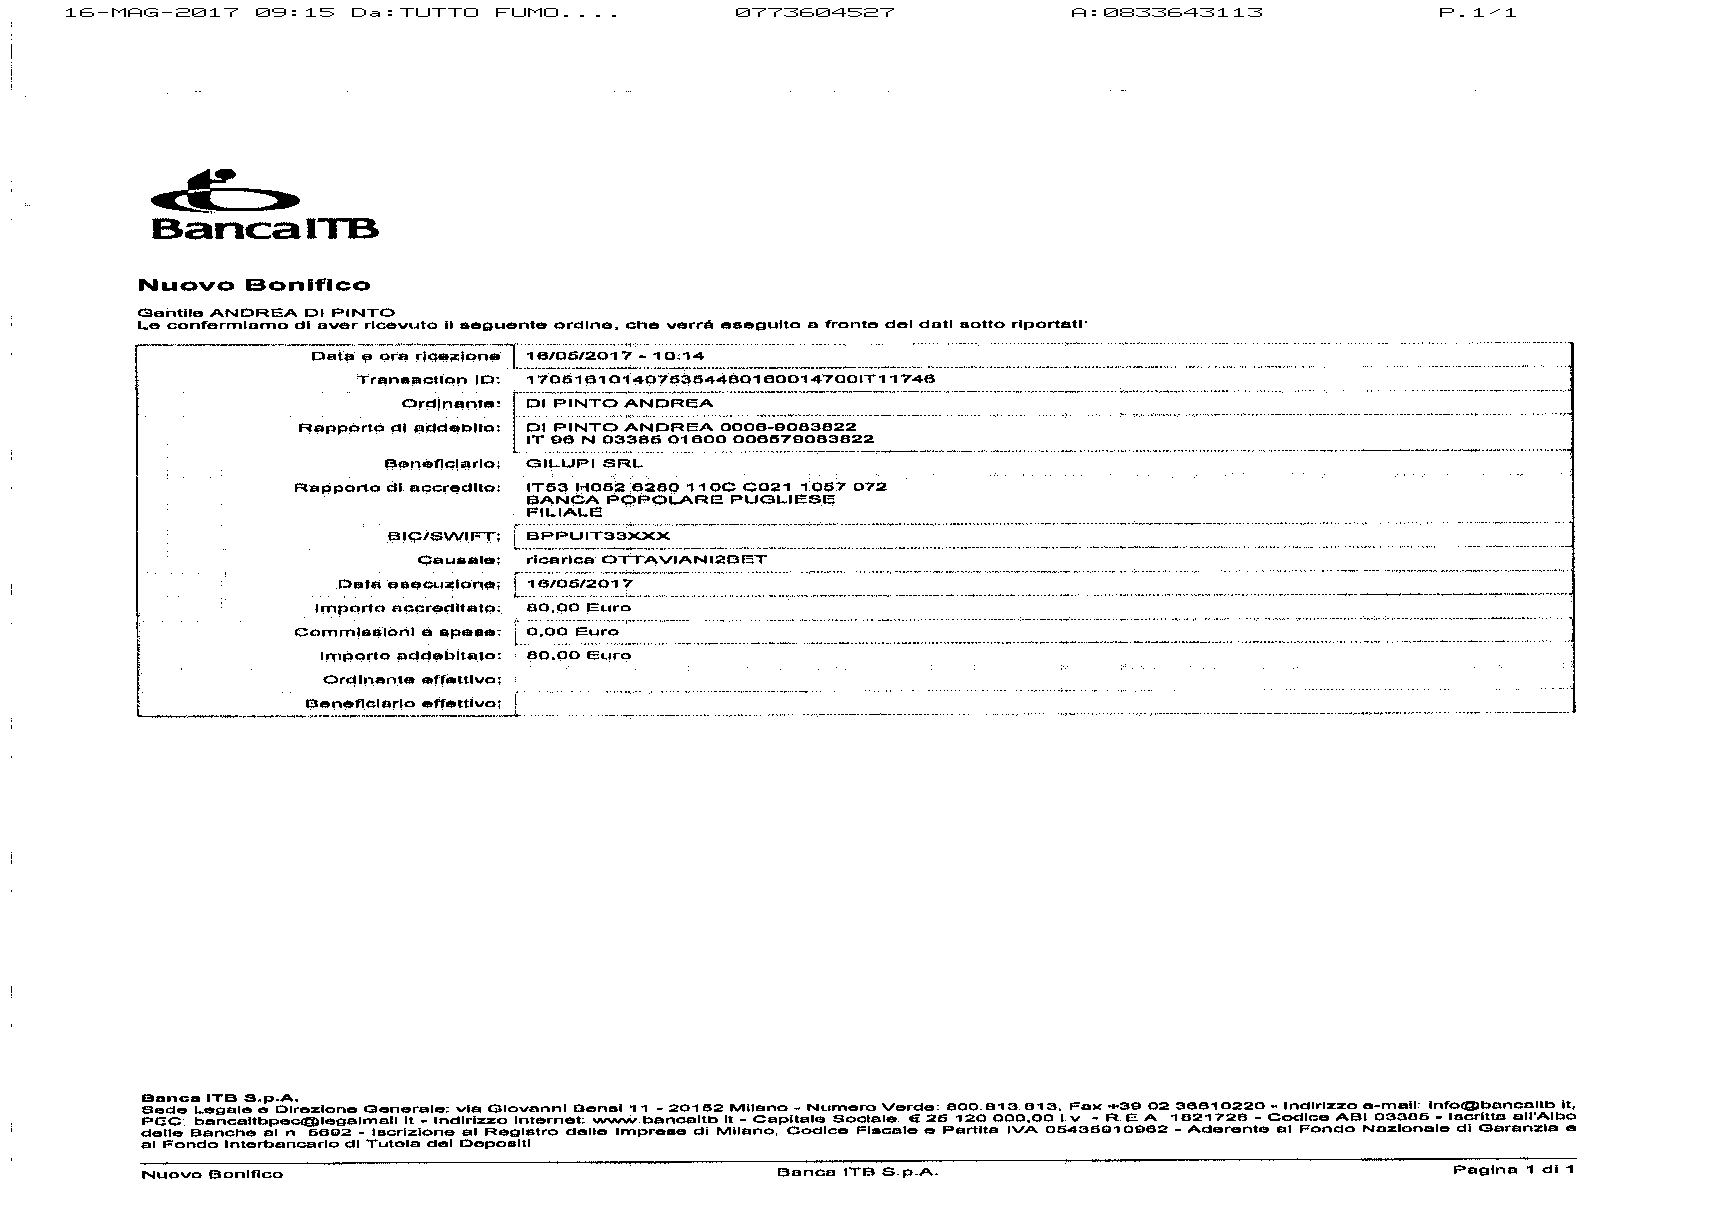 16-MAG-2017 09:15 Da:TUTTO FUMO.... 0773604527 A:0833643113 P.1/1
BancaITB
Nuovo Bonifico
Gentile ANDREA DI PINTO
Le confermiamo di aver ricevuto il seguente ordine, che verrà eseguito a fronte dei dati sotto riportati:
Data e ora ricezione 16/05/2017 - 10:14
Transaction ID: 1705161014075354480160014700IT11746
Ordinante: DI PINTO ANDREA
Rapporto di addebito: DI PINTO ANDREA 0006-9083822
IT 96 N 03385 01600 006579083822
Beneficiario: GILUPI SRL
Rapporto di accredito: IT53 H052 6280 110C C021 1057 072
BANCA POPOLARE PUGLIESE
FILIALE
BIC/SWIFT: BPPUIT33XXX
Causale: ricarica OTTAVIANI2BET
Data esecuzione: 16/05/2017
Importo accreditato: 80,00 Euro
Commissioni e spese: 0,00 Euro
Importo addebitato: 80,00 Euro
Ordinante effettivo:
Beneficiario effettivo:
Banca ITB S.p.A.
Sede Legale e Direzione Generale: via Giovanni Bensi 11 - 20152 Milano - Numero Verde: 800.813.813, Fax +39 02 36610220 - Indirizzo e-mail: info@bancaitb it,
PEC: bancaitbpec@legalmail it - Indirizzo Internet: www.bancaitb it - Capitale Sociale: € 25 120 000,00 i v - R E A 1821726 - Codice ABI 03385 - Iscritta all'Albo
delle Banche al n 5692 - Iscrizione al Registro delle Imprese di Milano, Codice Fiscale e Partita IVA 05435910962 - Aderente al Fondo Nazionale di Garanzia e
al Fondo Interbancario di Tutela dei Depositi
Nuovo Bonifico Banca ITB S.p.A. Pagina 1 di 1